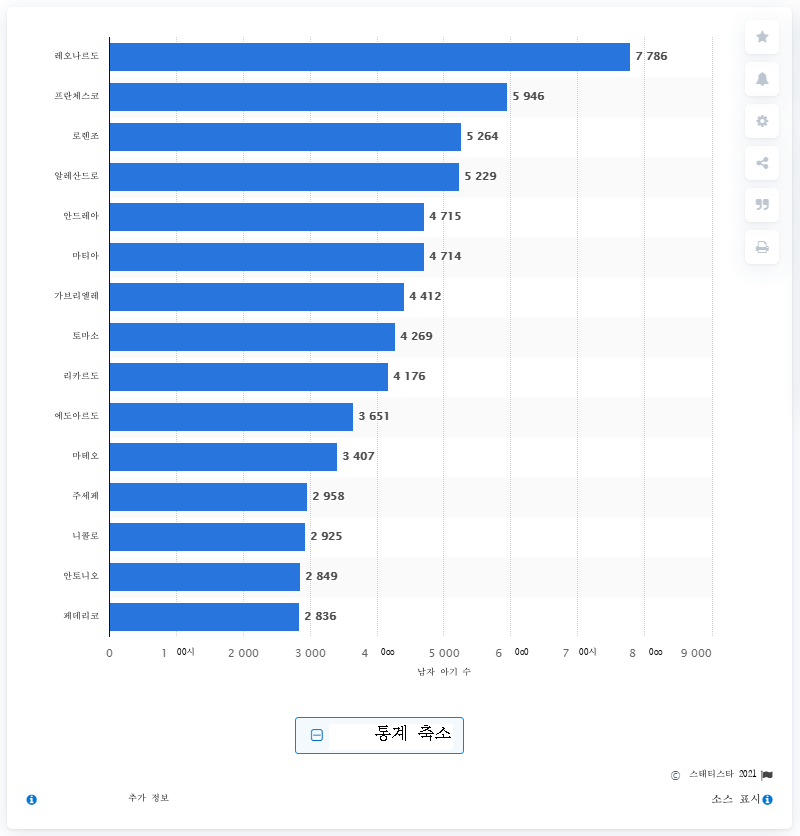 레오나르도 7 786
프란체스코 5 946
로렌조 5 264
알레산드로 5 229
안드레아 4 715
마티아 4 714
가브리엘레 4 412
토마소 4 269
리카르도 4 176
에도아르도 3 651
마테오 3 407
주세페 2 958
니콜로 2 925
안토니오 2 849
페데리코 2 836
0 1 00시 2 000 3 000 4 0∞ 5 000 6 0o0 7 00시 8 0∞ 9 000
남자 아기 수
통계 축소
© 스태티스타 2021
추가 정보 소스 표시